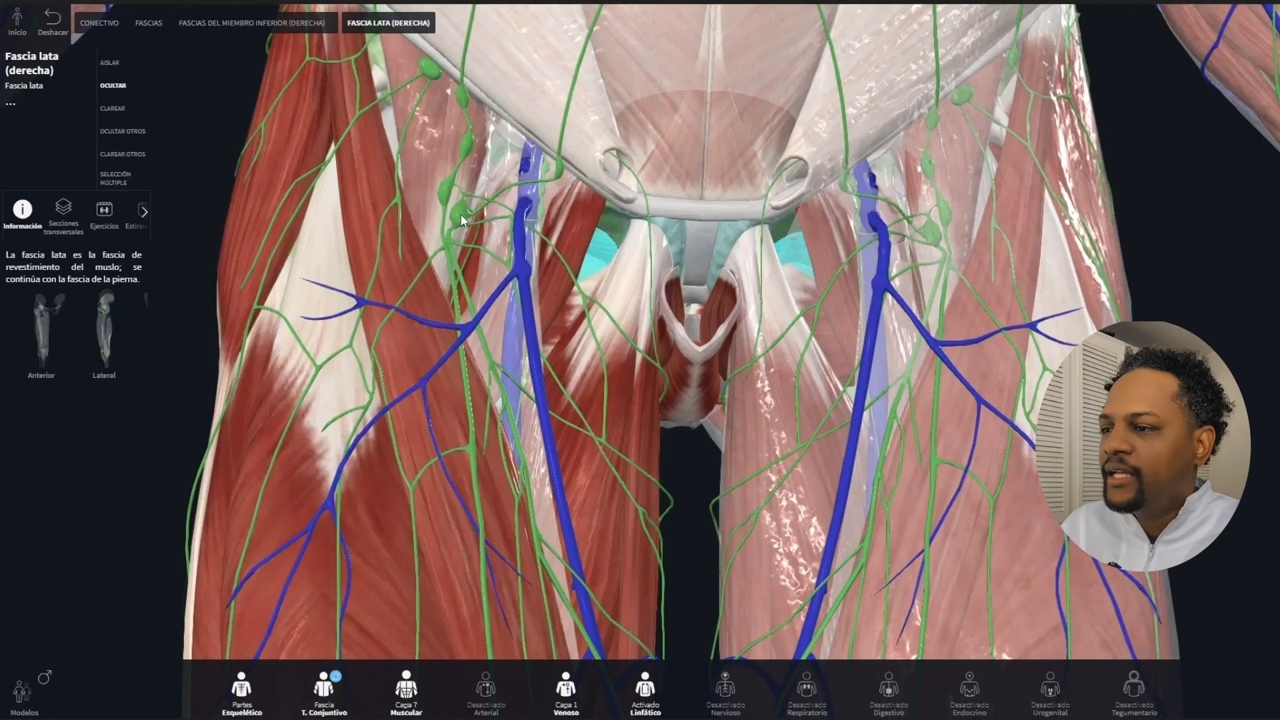 Inicio
Deshacer
CONECTIVO
FASCIAS
FASCIAS DEL MIEMBRO INFERIOR (DERECHA)
FASCIA LATA (DERECHA)
Fascia lata
(derecha)
Fascia lata
...
AISLAR
OCULTAR
CLAREAR
OCULTAR OTROS
CLAREAR OTROS
SELECCIÓN
MÚLTIPLE
Información
Secciones
transversales
Ejercicios
La fascia lata es la fascia de
revestimiento del muslo; se
continúa con la fascia de la pierna.
Anterior
Lateral
Modelos
Partes
Esquelético
Fascia
T. Conjuntivo
Capa 7
Muscular
Desactivado
Arterial
Capa 1
Venoso
Activado
Linfático
Desactivado
Nervioso
Desactivado
Respiratorio
Desactivado
Digestivo
Desactivado
Endocrino
Desactivado
Urogenital
Desactivado
Tegumentario